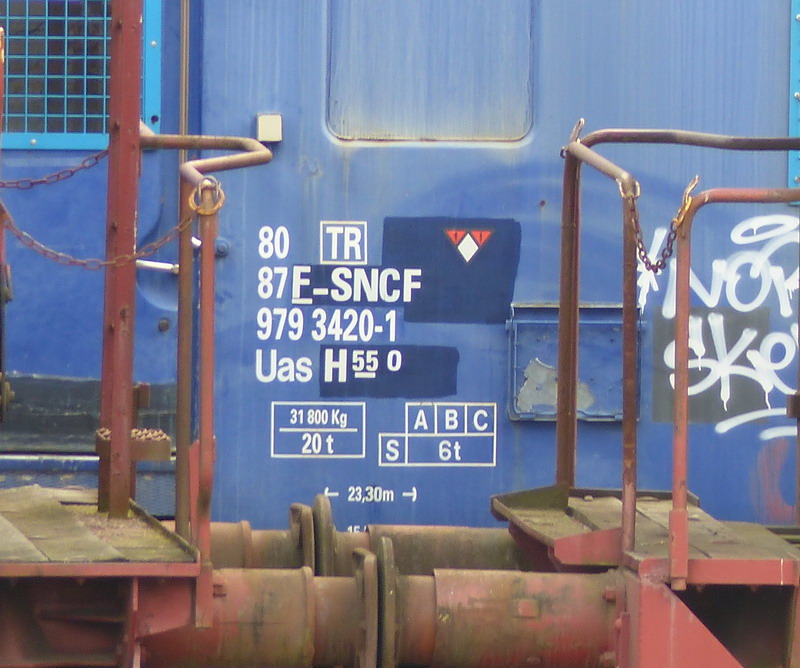 80 TR
87 F-SNCF
979 3420-1
Uas H 55 0
31 800 Kg
20 t
A B C
S 6t
23,30m